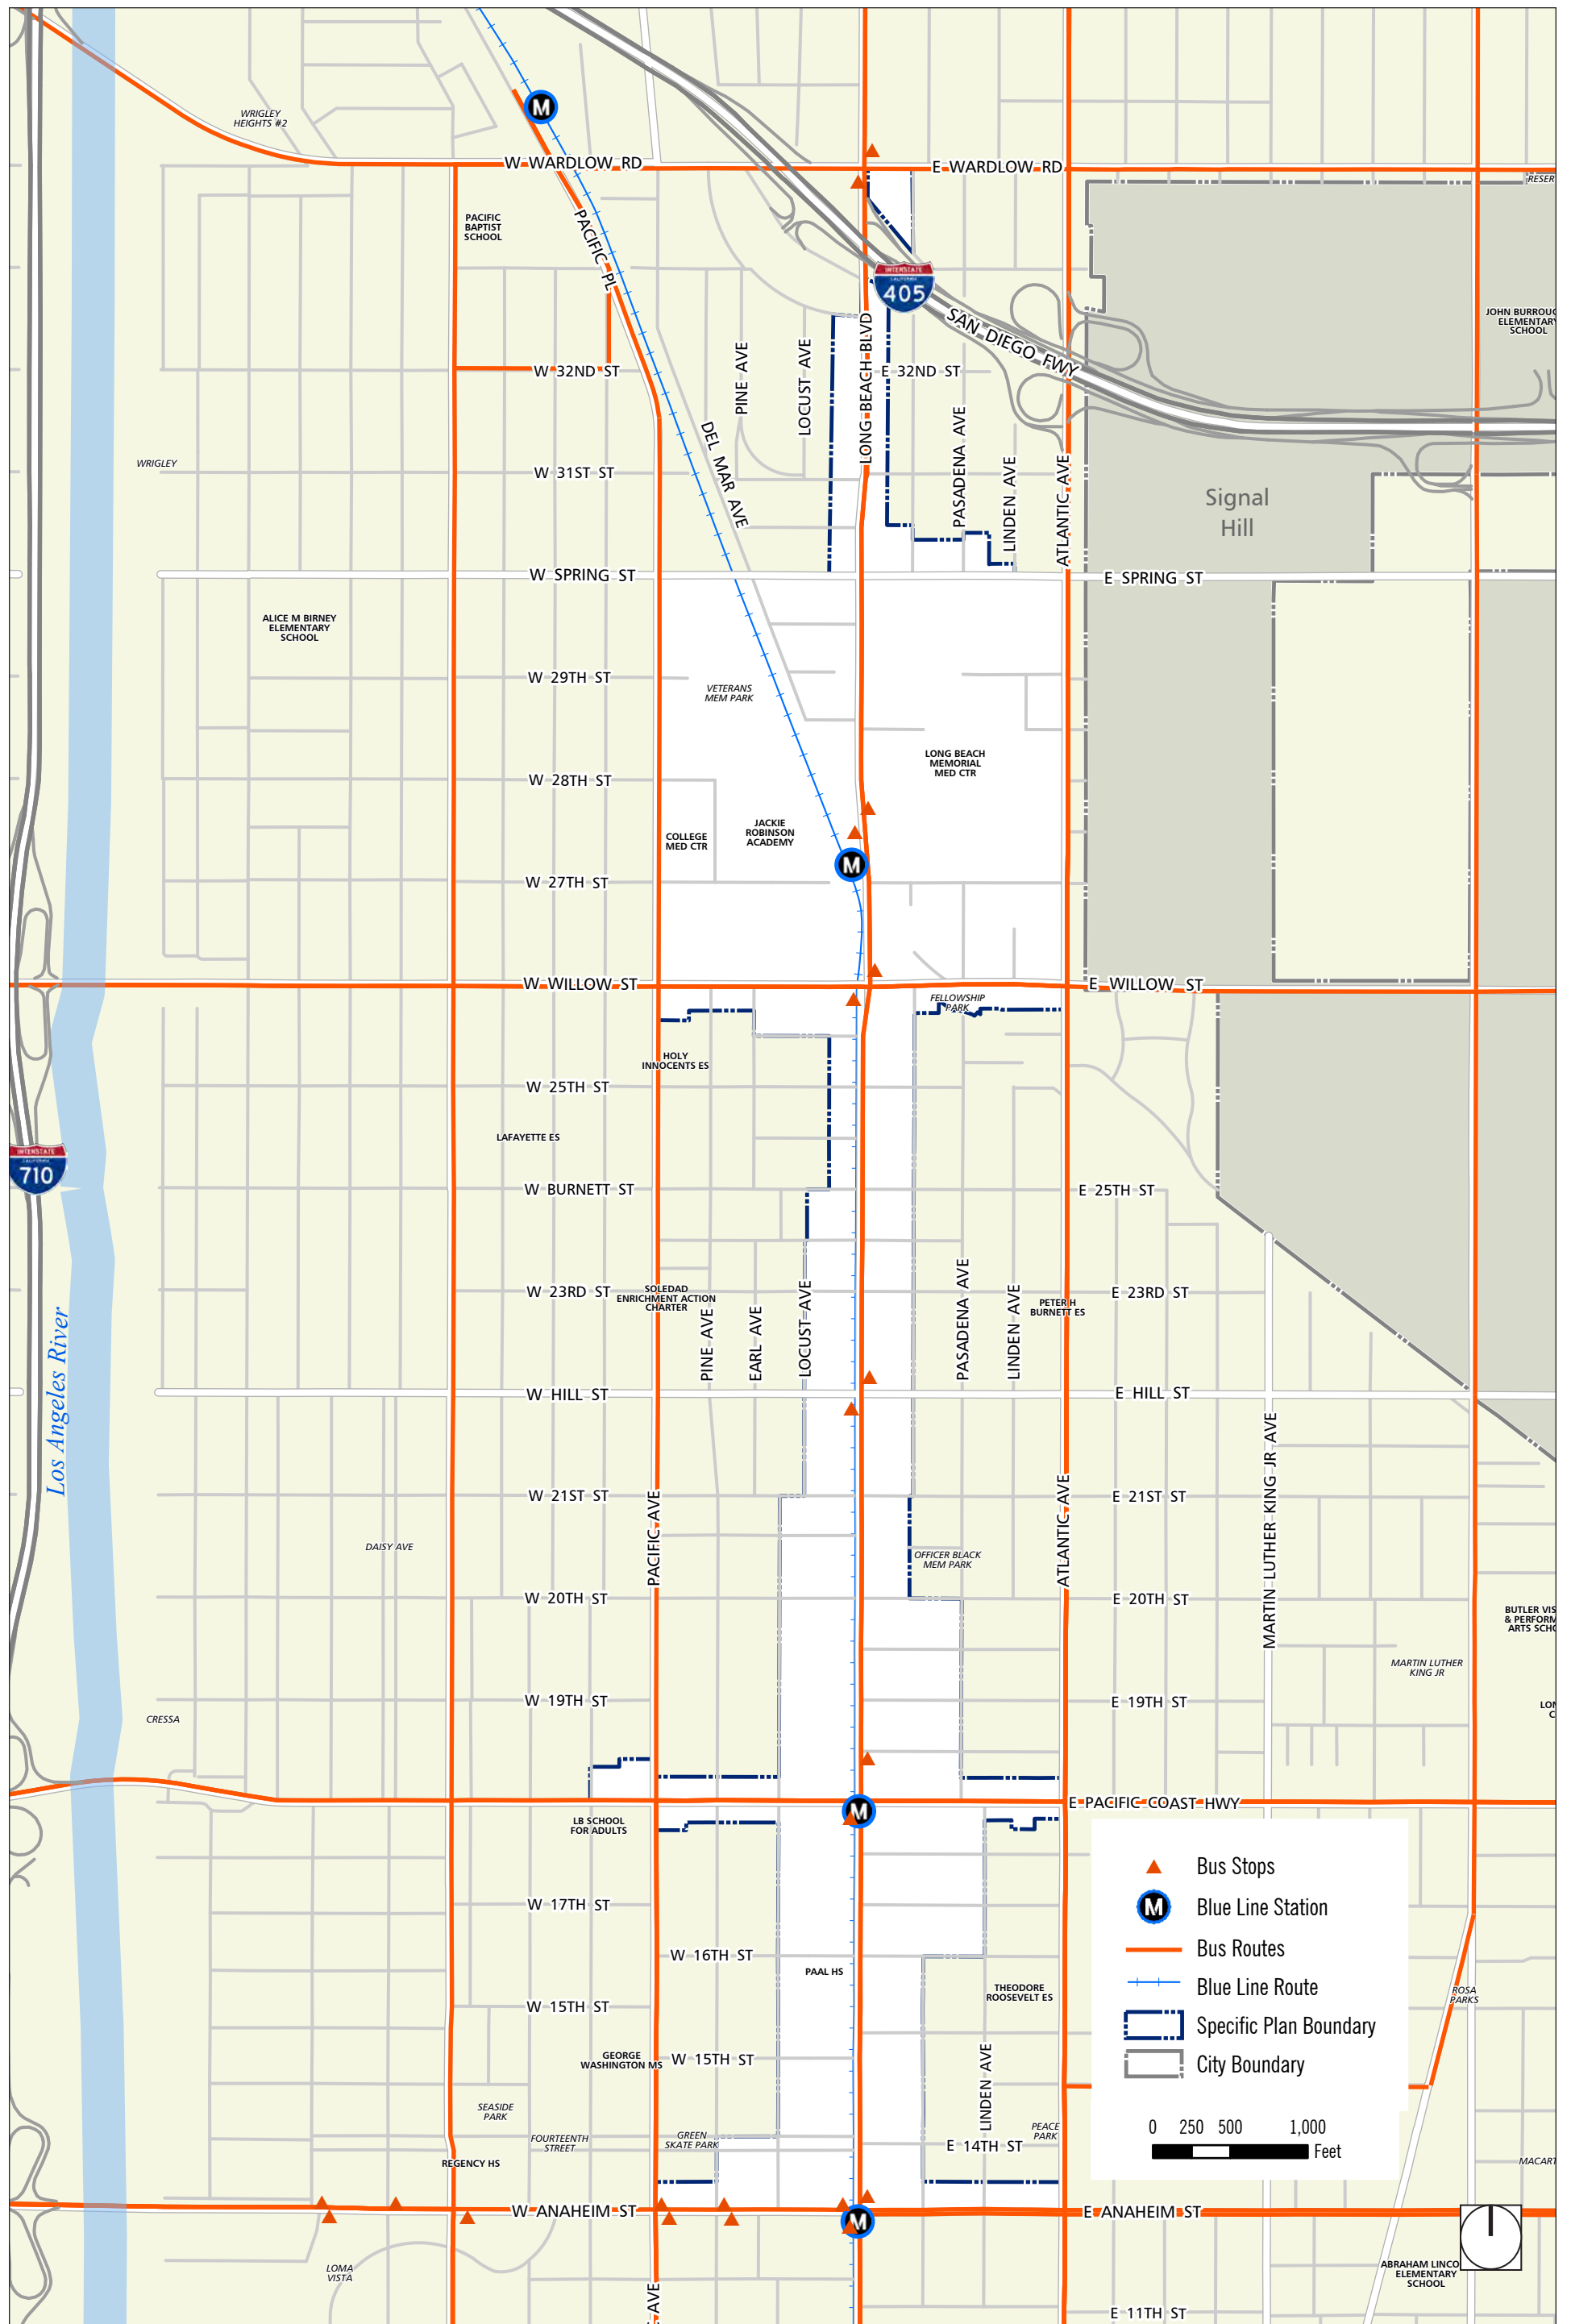 WRIGLEY
HEIGHTS #2
W WARDLOW RD
E WARDLOW RD
M
RESER
PACIFIC
BAPTIST
SCHOOL
PACIFIC PL
INTERSTATE
CALIFORNIA
405
SAN DIEGO FWY
JOHN BURROUG
ELEMENTARY
SCHOOL
PINE AVE
LOCUST AVE
LONG BEACH BLVD
W 32ND ST
E 32ND ST
DEL MAR AVE
PASADENA AVE
LINDEN AVE
ATLANTIC AVE
WRIGLEY
W 31ST ST
Signal
Hill
W SPRING ST
E SPRING ST
ALICE M BIRNEY
ELEMENTARY
SCHOOL
W 29TH ST
VETERANS
MEM PARK
LONG BEACH
MEMORIAL
MED CTR
W 28TH ST
COLLEGE
MED CTR
JACKIE
ROBINSON
ACADEMY
M
W 27TH ST
W WILLOW ST
E WILLOW ST
FELLOWSHIP
PARK
HOLY
INNOCENTS ES
W 25TH ST
LAFAYETTE ES
INTERSTATE
CALIFORNIA
710
W BURNETT ST
E 25TH ST
W 23RD ST
SOLEDAD
ENRICHMENT ACTION
CHARTER
PINE AVE
EARL AVE
LOCUST AVE
PASADENA AVE
LINDEN AVE
PETER H
BURNETT ES
E 23RD ST
Los Angeles River
W HILL ST
E HILL ST
W 21ST ST
E 21ST ST
PACIFIC AVE
ATLANTIC AVE
MARTIN LUTHER KING JR AVE
DAISY AVE
OFFICER BLACK
MEM PARK
W 20TH ST
E 20TH ST
BUTLER VIS
& PERFORM
ARTS SCHO
MARTIN LUTHER
KING JR
W 19TH ST
E 19TH ST
LON
C
CRESSA
E PACIFIC COAST HWY
M
LB SCHOOL
FOR ADULTS
Bus Stops
M
Blue Line Station
Bus Routes
Blue Line Route
Specific Plan Boundary
City Boundary
0 250 500 1,000
Feet
W 17TH ST
W 16TH ST
PAAL HS
THEODORE
ROOSEVELT ES
ROSA
PARKS
W 15TH ST
GEORGE
WASHINGTON MS
W 15TH ST
LINDEN AVE
SEASIDE
PARK
FOURTEENTH
STREET
GREEN
SKATE PARK
PEACE
PARK
E 14TH ST
REGENCY HS
MACART
W ANAHEIM ST
M
E ANAHEIM ST
LOMA
VISTA
ABRAHAM LINCO
ELEMENTARY
SCHOOL
AVE
E 11TH ST